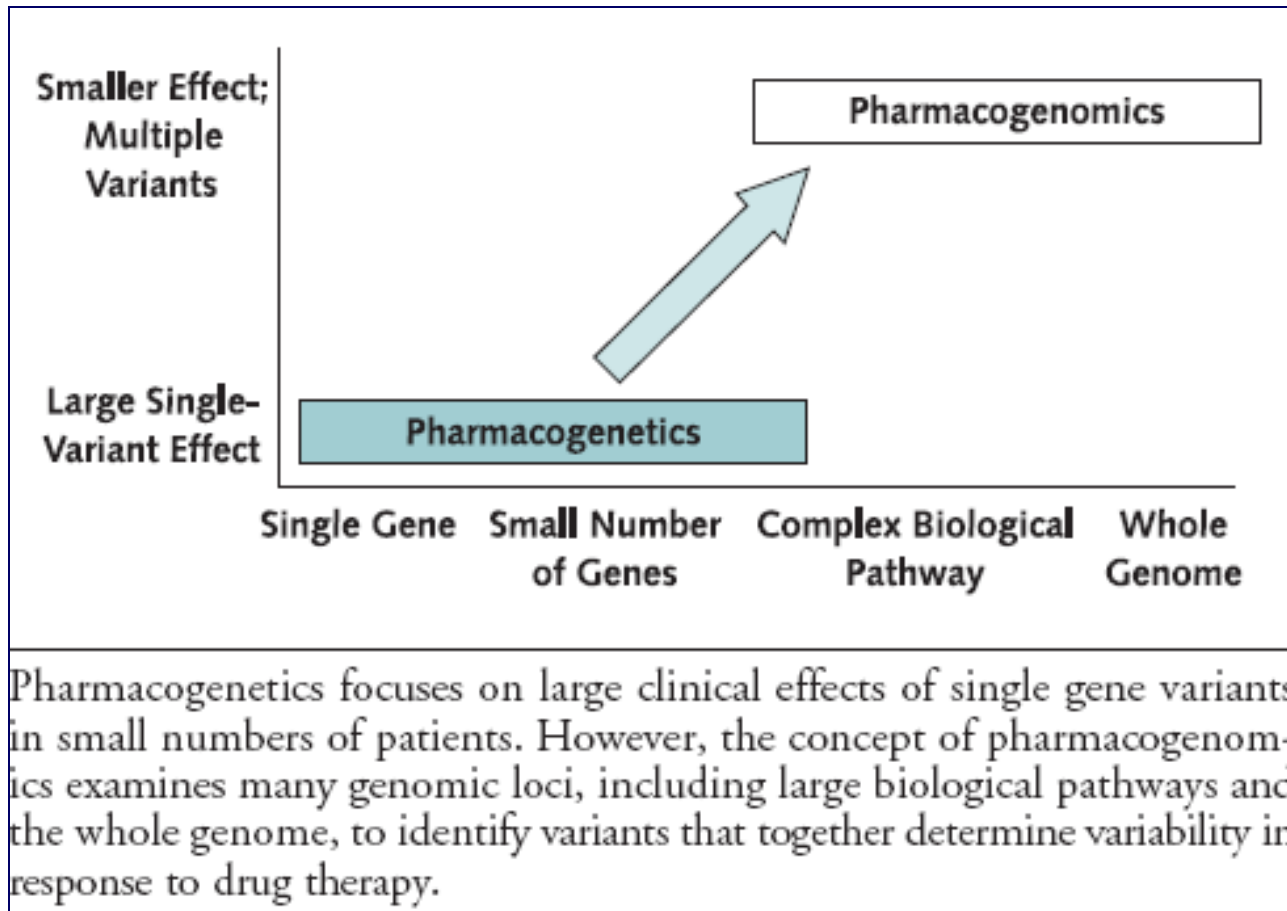 Smaller Effect;
Multiple
Variants
Pharmacogenomics
Large Single-
Variant Effect
Pharmacogenetics
Single Gene
Small Number
of Genes
Complex Biological
Pathway
Whole
Genome
Pharmacogenetics focuses on large clinical effects of single gene variants
in small numbers of patients. However, the concept of pharmacogenom-
ics examines many genomic loci, including large biological pathways and
the whole genome, to identify variants that together determine variability in
response to drug therapy.